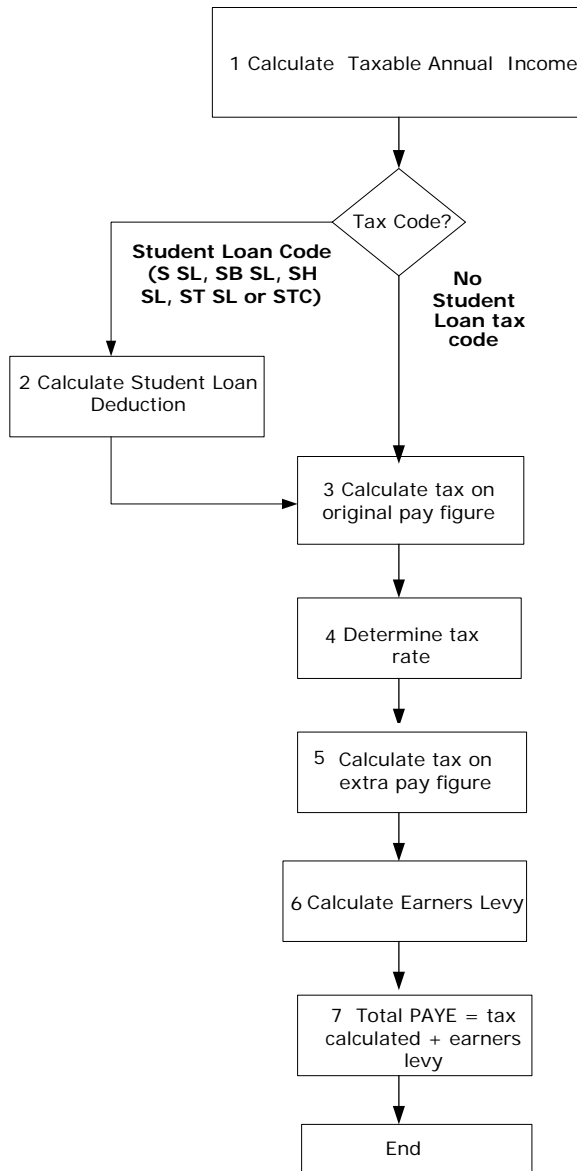 1 Calculate Taxable Annual Income
Tax Code?
Student Loan Code
(S SL, SB SL, SH
SL, ST SL or STC)
No
Student
Loan tax
code
2 Calculate Student Loan
Deduction
3 Calculate tax on
original pay figure
4 Determine tax
rate
5 Calculate tax on
extra pay figure
6 Calculate Earners Levy
7 Total PAYE = tax
calculated + earners
levy
End